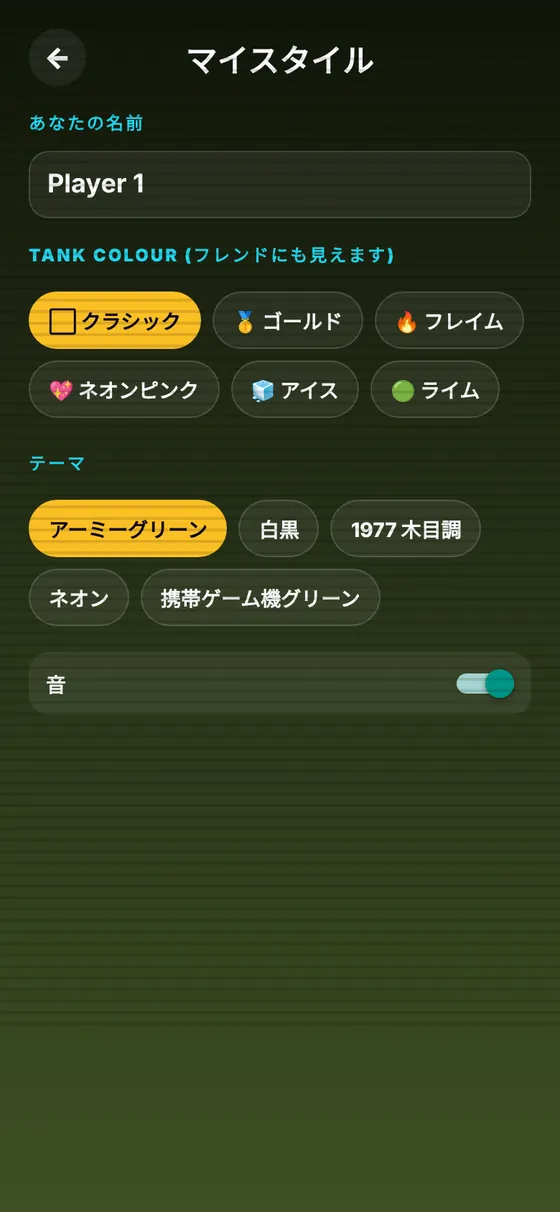 マイスタイル
あなたの名前
Player 1
TANK COLOUR (フレンドにも見えます)
クラシック 🥇 ゴールド 🔥 フレイム
💖 ネオンピンク 🧊 アイス 🟢 ライム
テーマ
アーミーグリーン 白黒 1977 木目調
ネオン 携帯ゲーム機グリーン
音